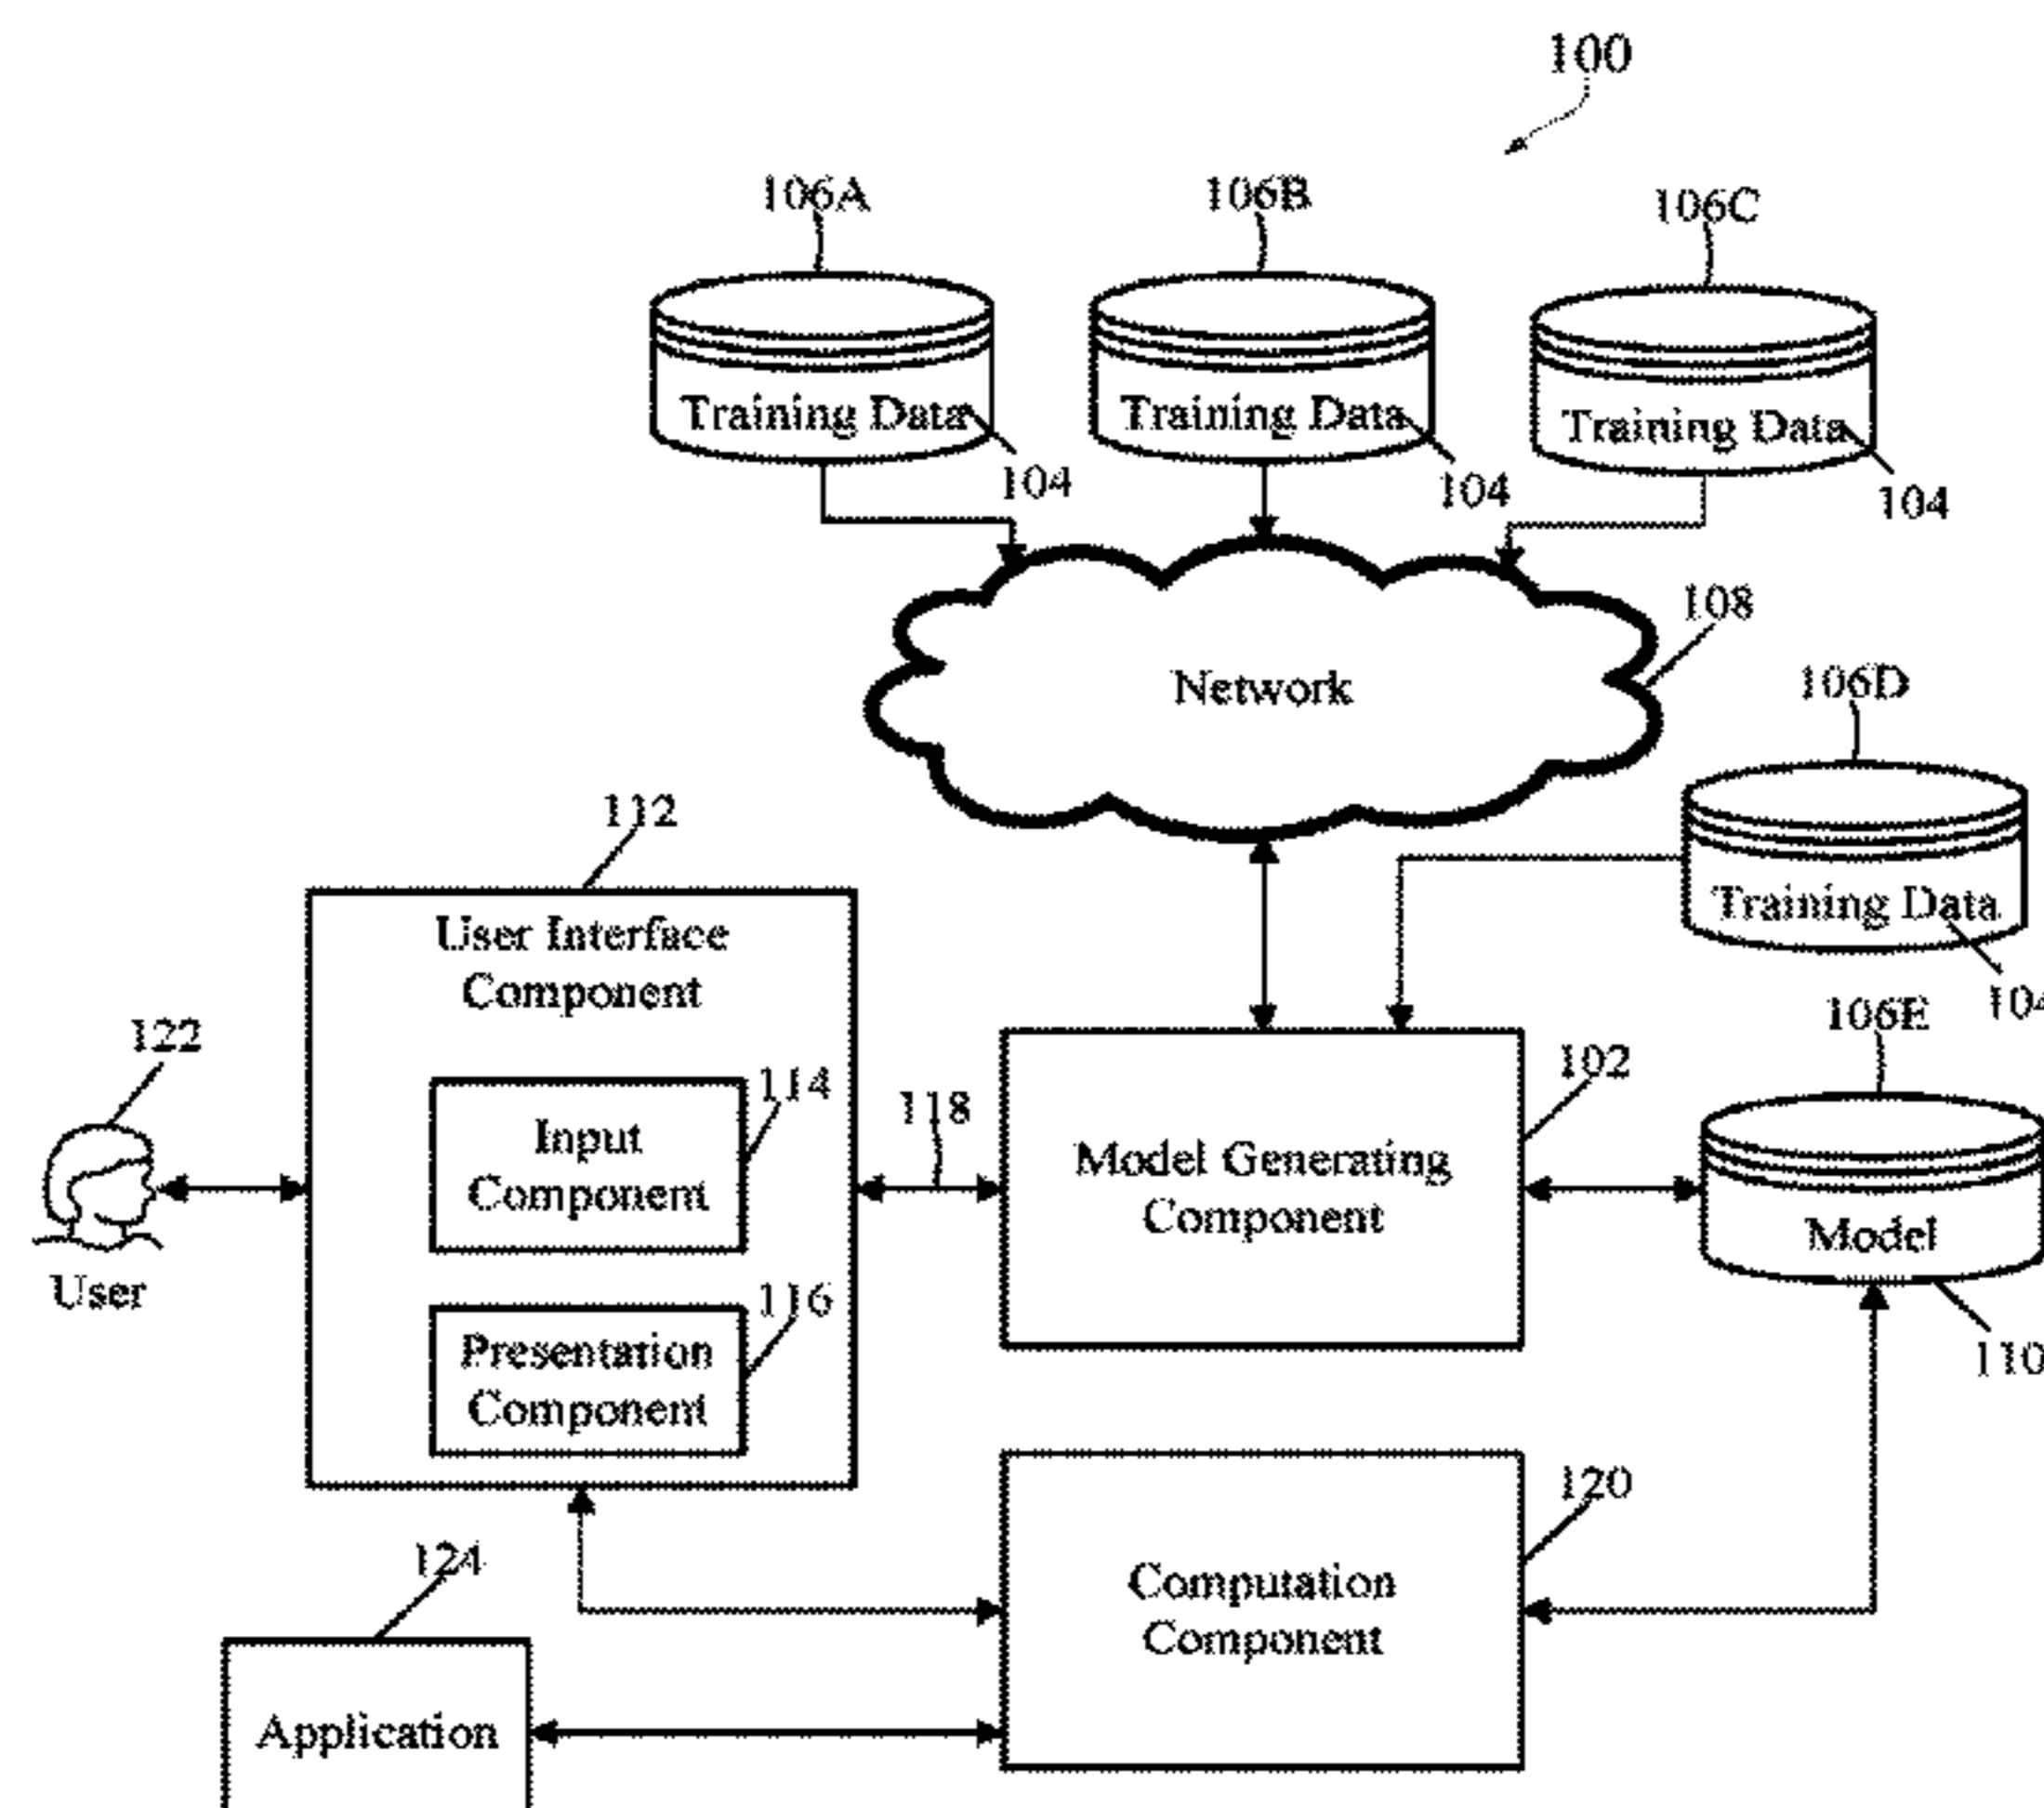 100
106A
106B
106C
Training Data
Training Data
Training Data
104
104
104
108
Network
106D
112
Training Data
User Interface
Component
104
106E
122
102
114
118
Input
Component
Model Generating
Component
Model
User
116
Presentation
Component
110
120
124
Computation
Component
Application